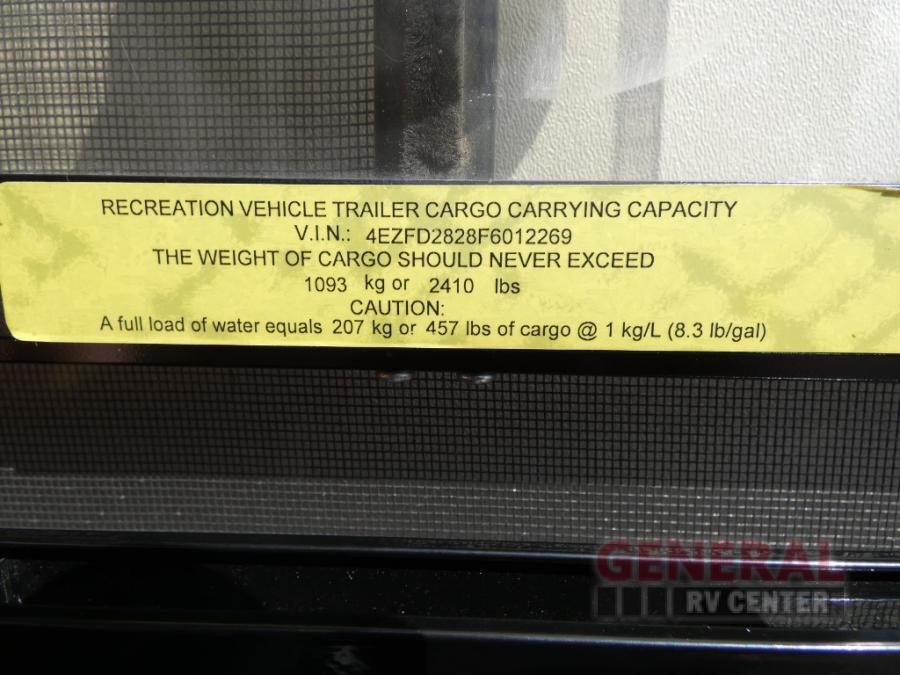 RECREATION VEHICLE TRAILER CARGO CARRYING CAPACITY
V.I.N.: 4EZFD2828F6012269
THE WEIGHT OF CARGO SHOULD NEVER EXCEED
1093 kg or 2410 lbs
CAUTION:
A full load of water equals 207 kg or 457 lbs of cargo @ 1 kg/L (8.3 lb/gal)
GENERAL
RV CENTER